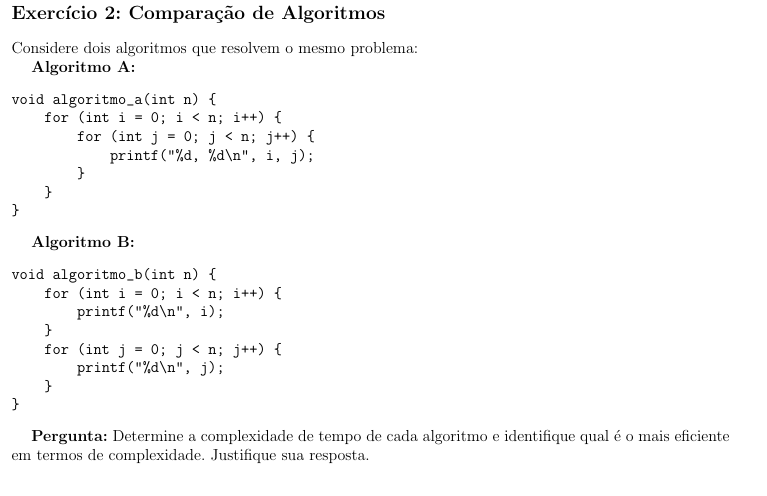 Exercício 2: Comparação de Algoritmos
Considere dois algoritmos que resolvem o mesmo problema:
Algoritmo A:
void algoritmo_a(int n) {
    for (int i = 0; i < n; i++) {
        for (int j = 0; j < n; j++) {
            printf("%d, %d\n", i, j);
        }
    }
}
Algoritmo B:
void algoritmo_b(int n) {
    for (int i = 0; i < n; i++) {
        printf("%d\n", i);
    }
    for (int j = 0; j < n; j++) {
        printf("%d\n", j);
    }
}
Pergunta: Determine a complexidade de tempo de cada algoritmo e identifique qual é o mais eficiente
em termos de complexidade. Justifique sua resposta.